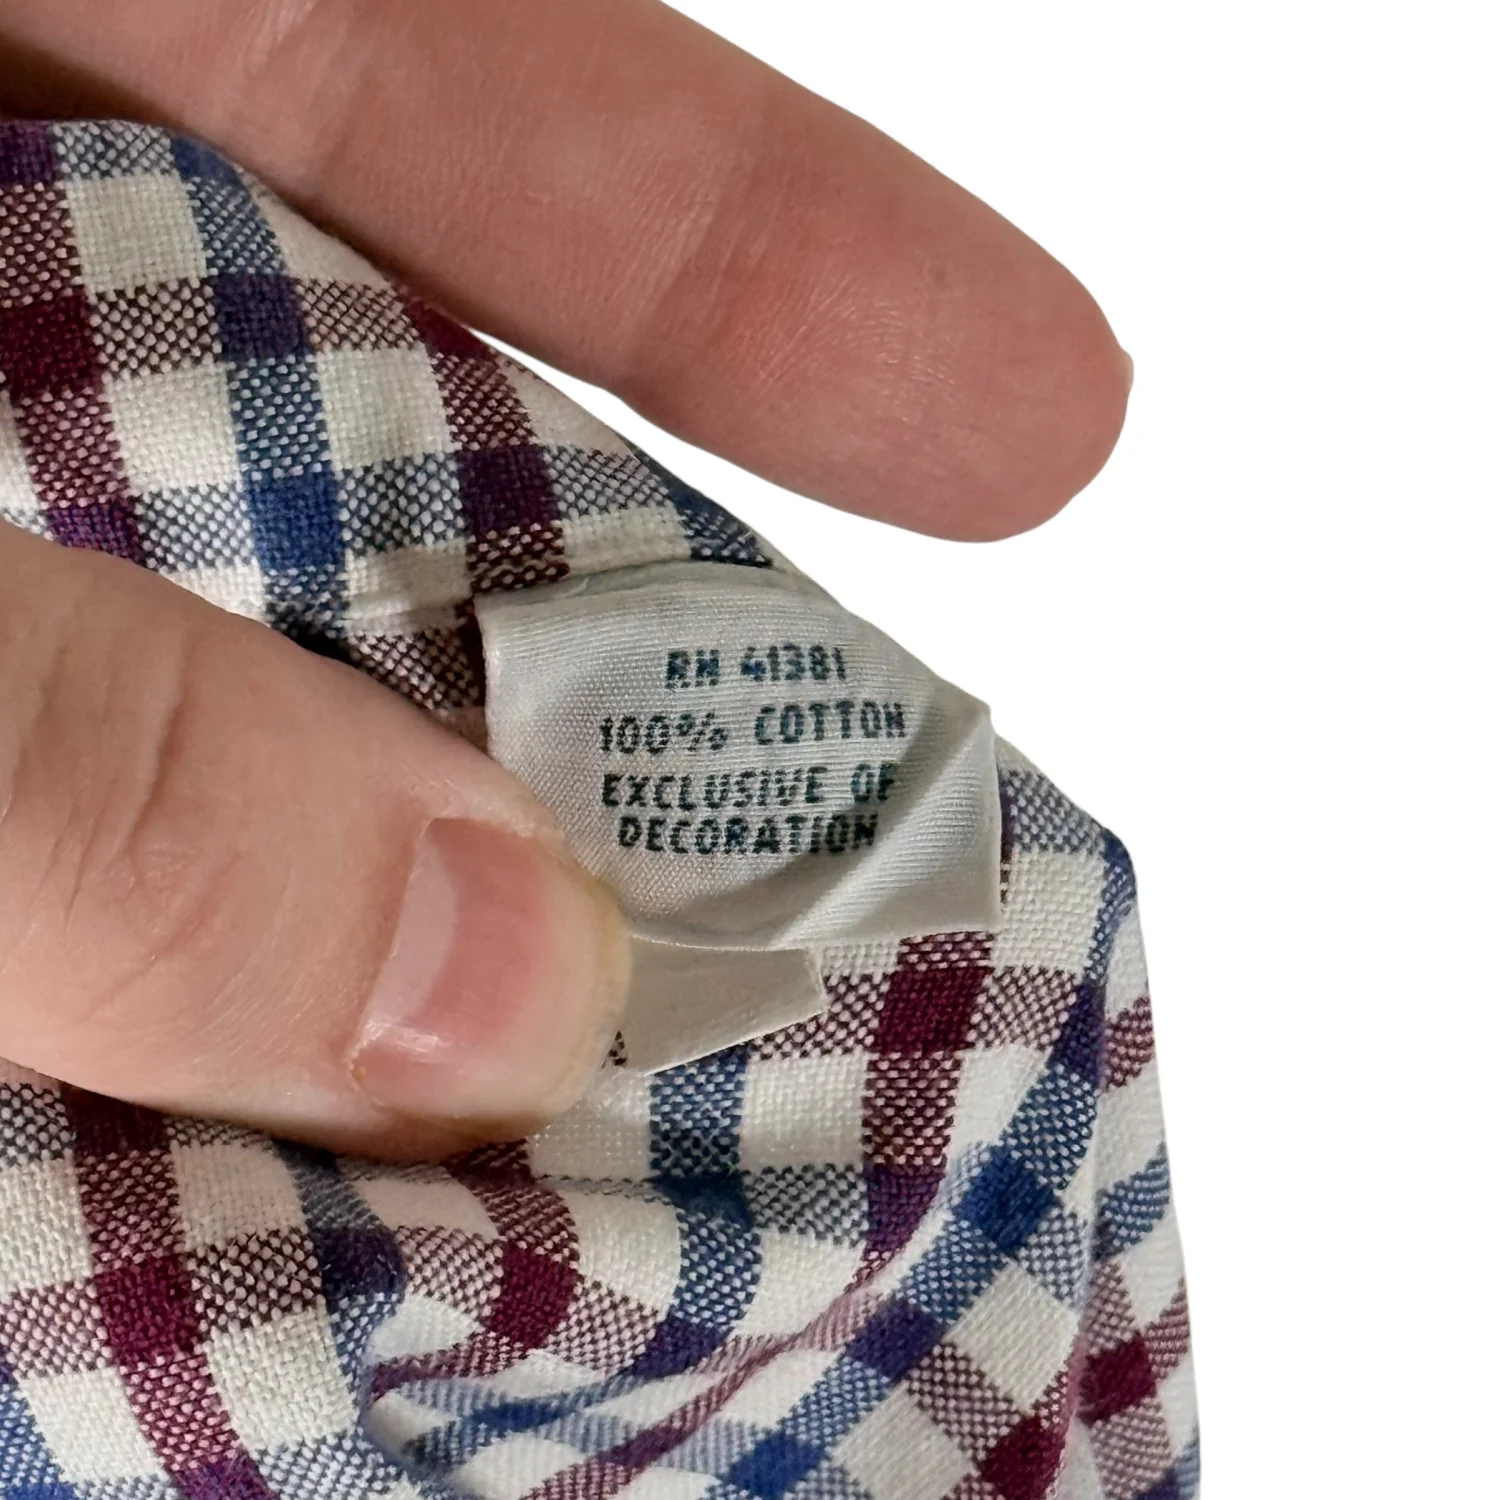 RN 41381
100% COTTON
EXCLUSIVE OF
DECORATION